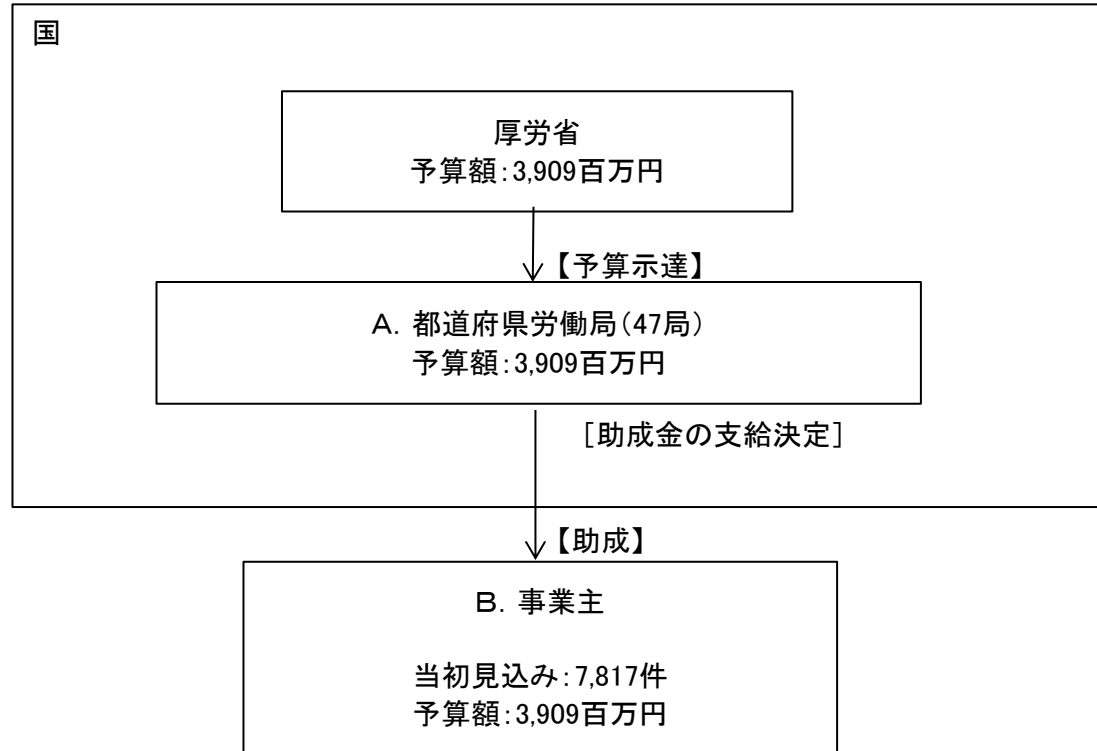 国
厚労省
予算額：3,909百万円
【予算示達】
Ａ．都道府県労働局（47局）
予算額：3,909百万円
［助成金の支給決定］
【助成】
Ｂ．事業主
当初見込み：7,817件
予算額：3,909百万円